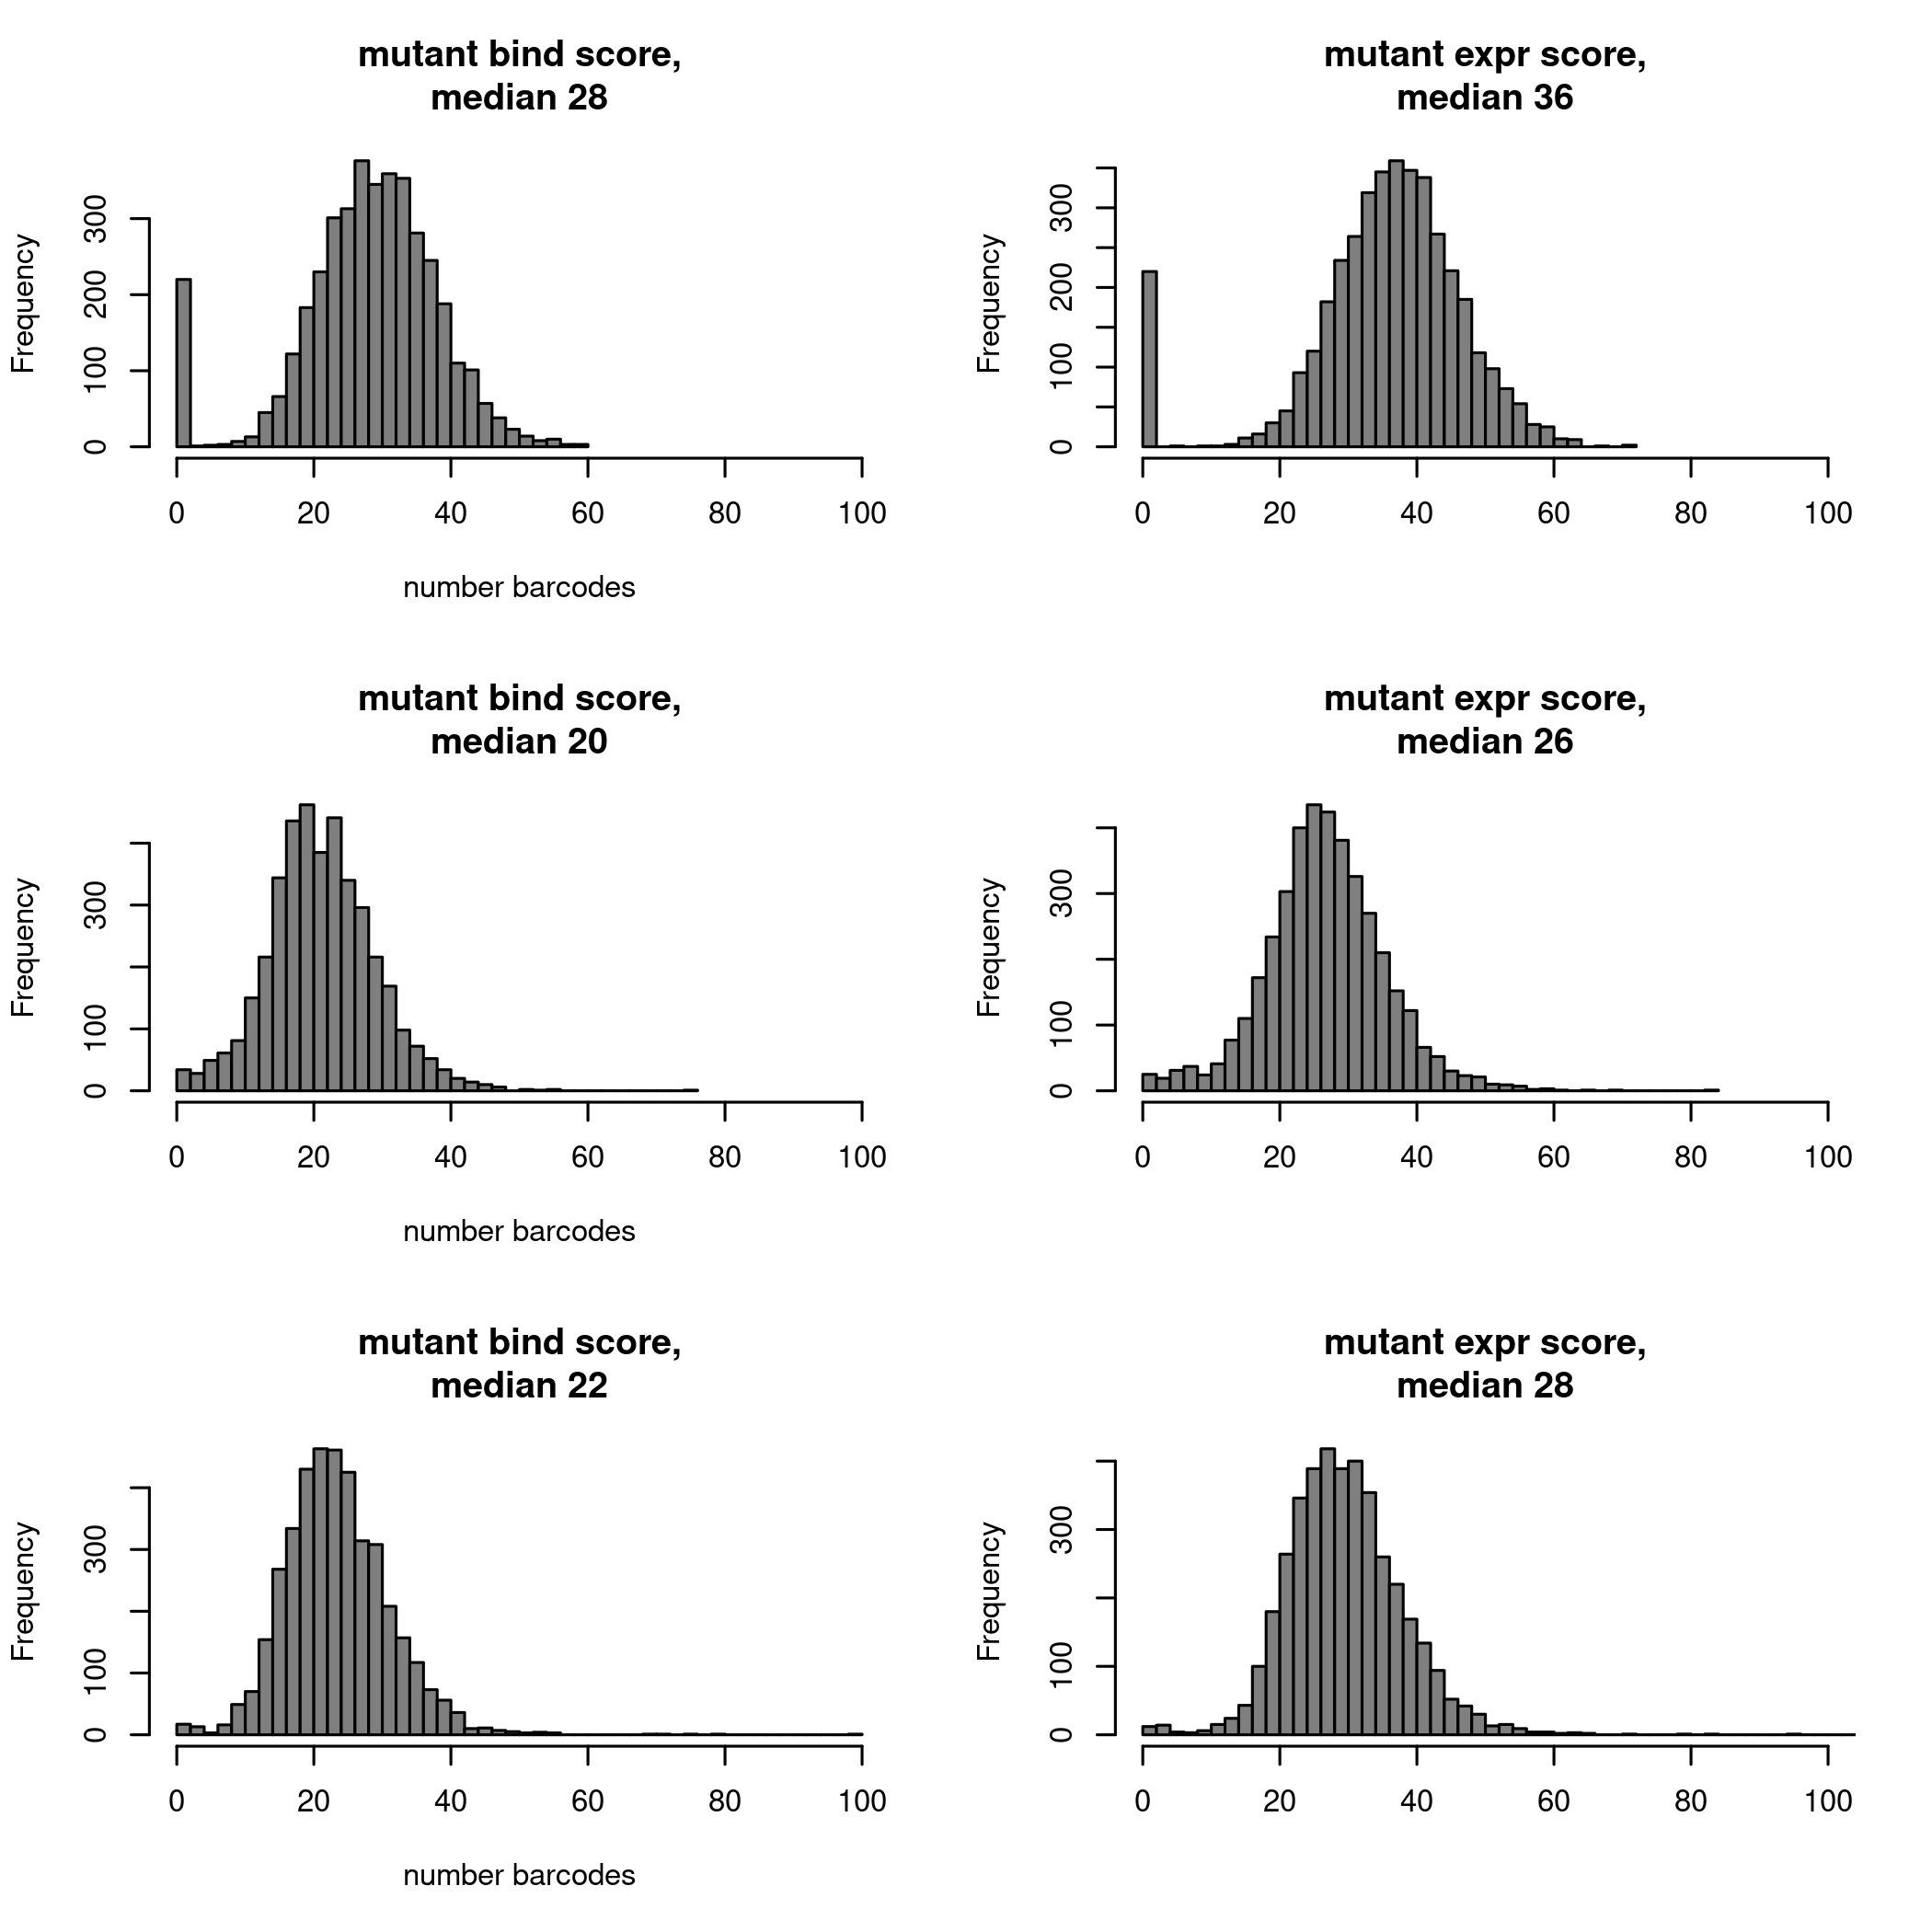 mutant bind score,
median 28
Frequency
0 100 200 300
0 20 40 60 80 100
number barcodes
mutant expr score,
median 36
Frequency
0 100 200 300
0 20 40 60 80 100
mutant bind score,
median 20
Frequency
0 100 300
0 20 40 60 80 100
number barcodes
mutant expr score,
median 26
Frequency
0 100 300
0 20 40 60 80 100
mutant bind score,
median 22
Frequency
0 100 300
0 20 40 60 80 100
number barcodes
mutant expr score,
median 28
Frequency
0 100 300
0 20 40 60 80 100